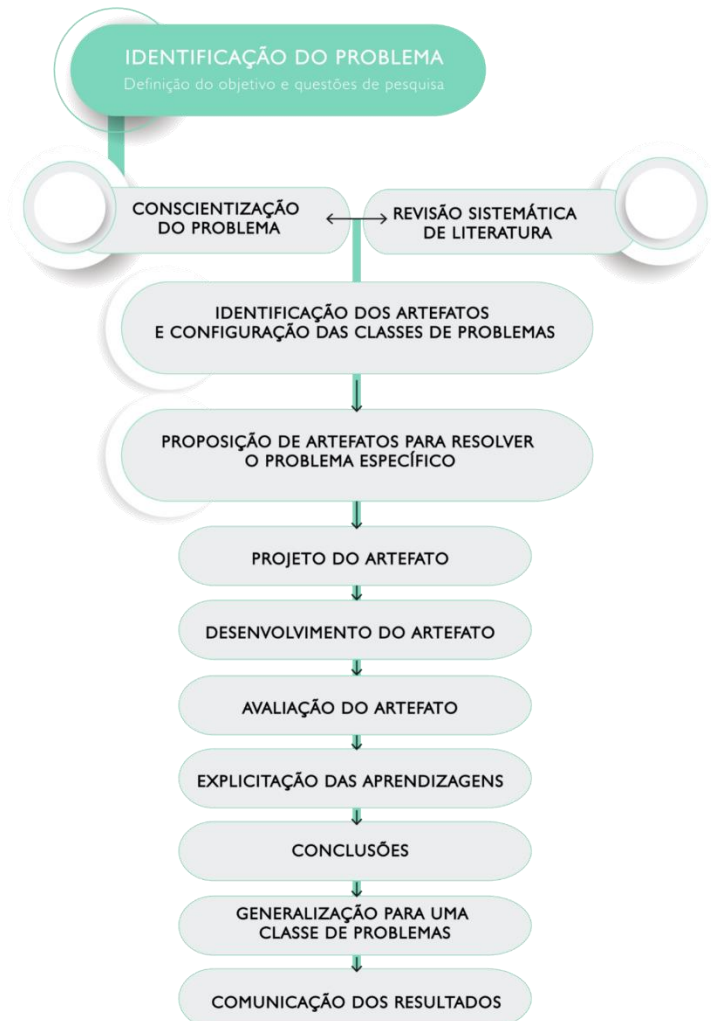 IDENTIFICAÇÃO DO PROBLEMA
Definição do objetivo e questões de pesquisa
CONSCIENTIZAÇÃO
DO PROBLEMA
REVISÃO SISTEMÁTICA
DE LITERATURA
IDENTIFICAÇÃO DOS ARTEFATOS
E CONFIGURAÇÃO DAS CLASSES DE PROBLEMAS
PROPOSIÇÃO DE ARTEFATOS PARA RESOLVER
O PROBLEMA ESPECÍFICO
PROJETO DO ARTEFATO
DESENVOLVIMENTO DO ARTEFATO
AVALIAÇÃO DO ARTEFATO
EXPLICITAÇÃO DAS APRENDIZAGENS
CONCLUSÕES
GENERALIZAÇÃO PARA UMA
CLASSE DE PROBLEMAS
COMUNICAÇÃO DOS RESULTADOS